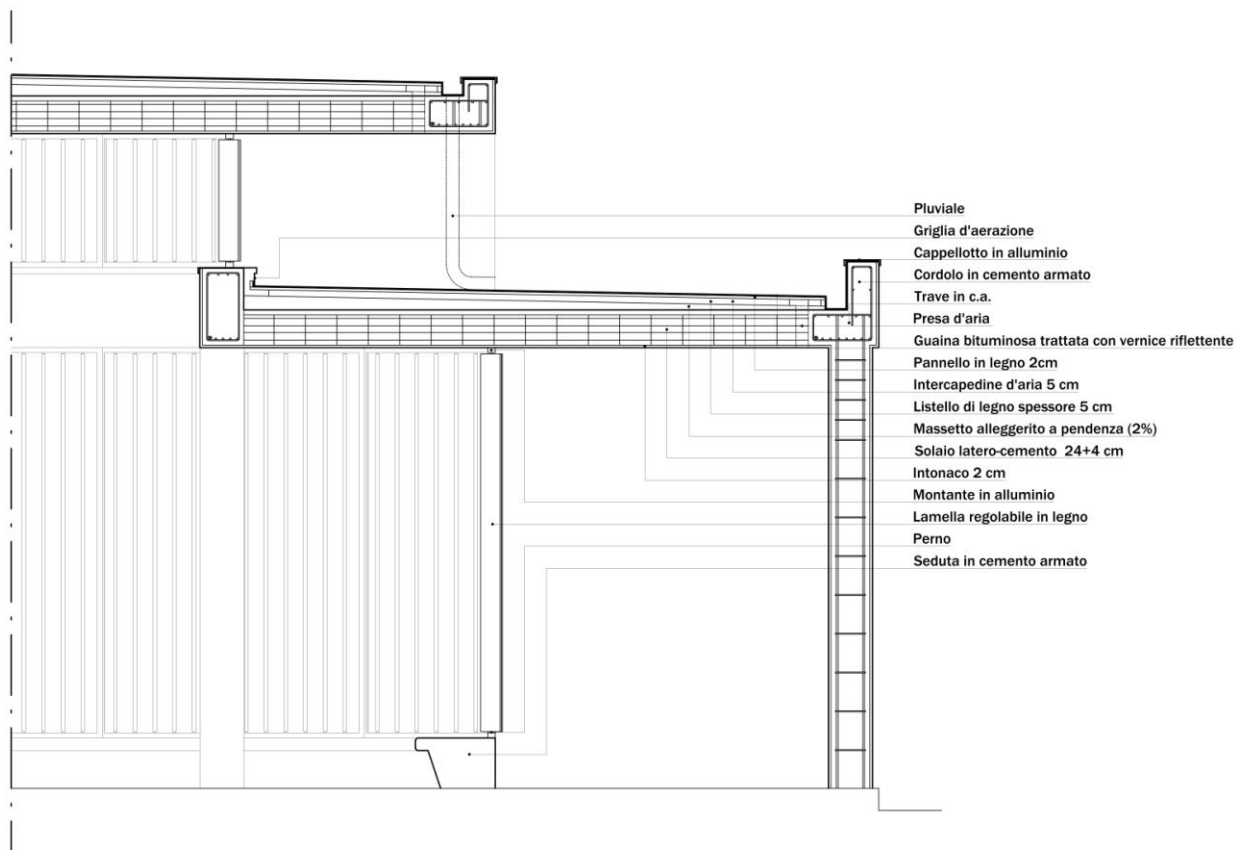 Pluviale
Griglia d'aerazione
Cappellotto in alluminio
Cordolo in cemento armato
Trave in c.a.
Presa d'aria
Guaina bituminosa trattata con vernice riflettente
Pannello in legno 2cm
Intercapedine d'aria 5 cm
Listello di legno spessore 5 cm
Massetto alleggerito a pendenza (2%)
Solaio latero-cemento 24+4 cm
Intonaco 2 cm
Montante in alluminio
Lamella regolabile in legno
Perno
Seduta in cemento armato